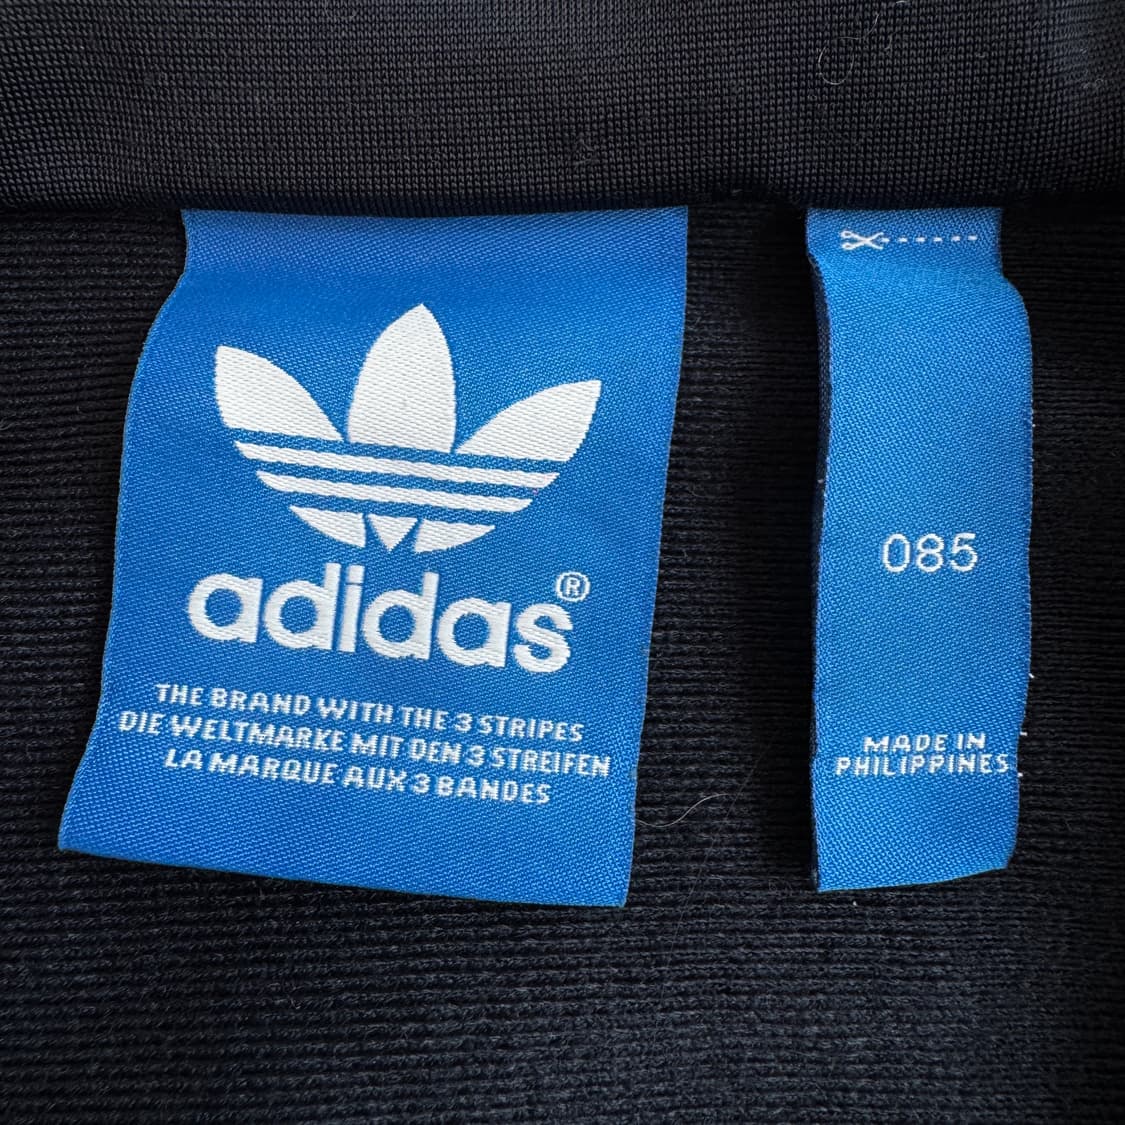 adidas®
THE BRAND WITH THE 3 STRIPES
DIE WELTMARKE MIT DEN 3 STREIFEN
LA MARQUE AUX 3 BANDES
085
MADE IN
PHILIPPINES